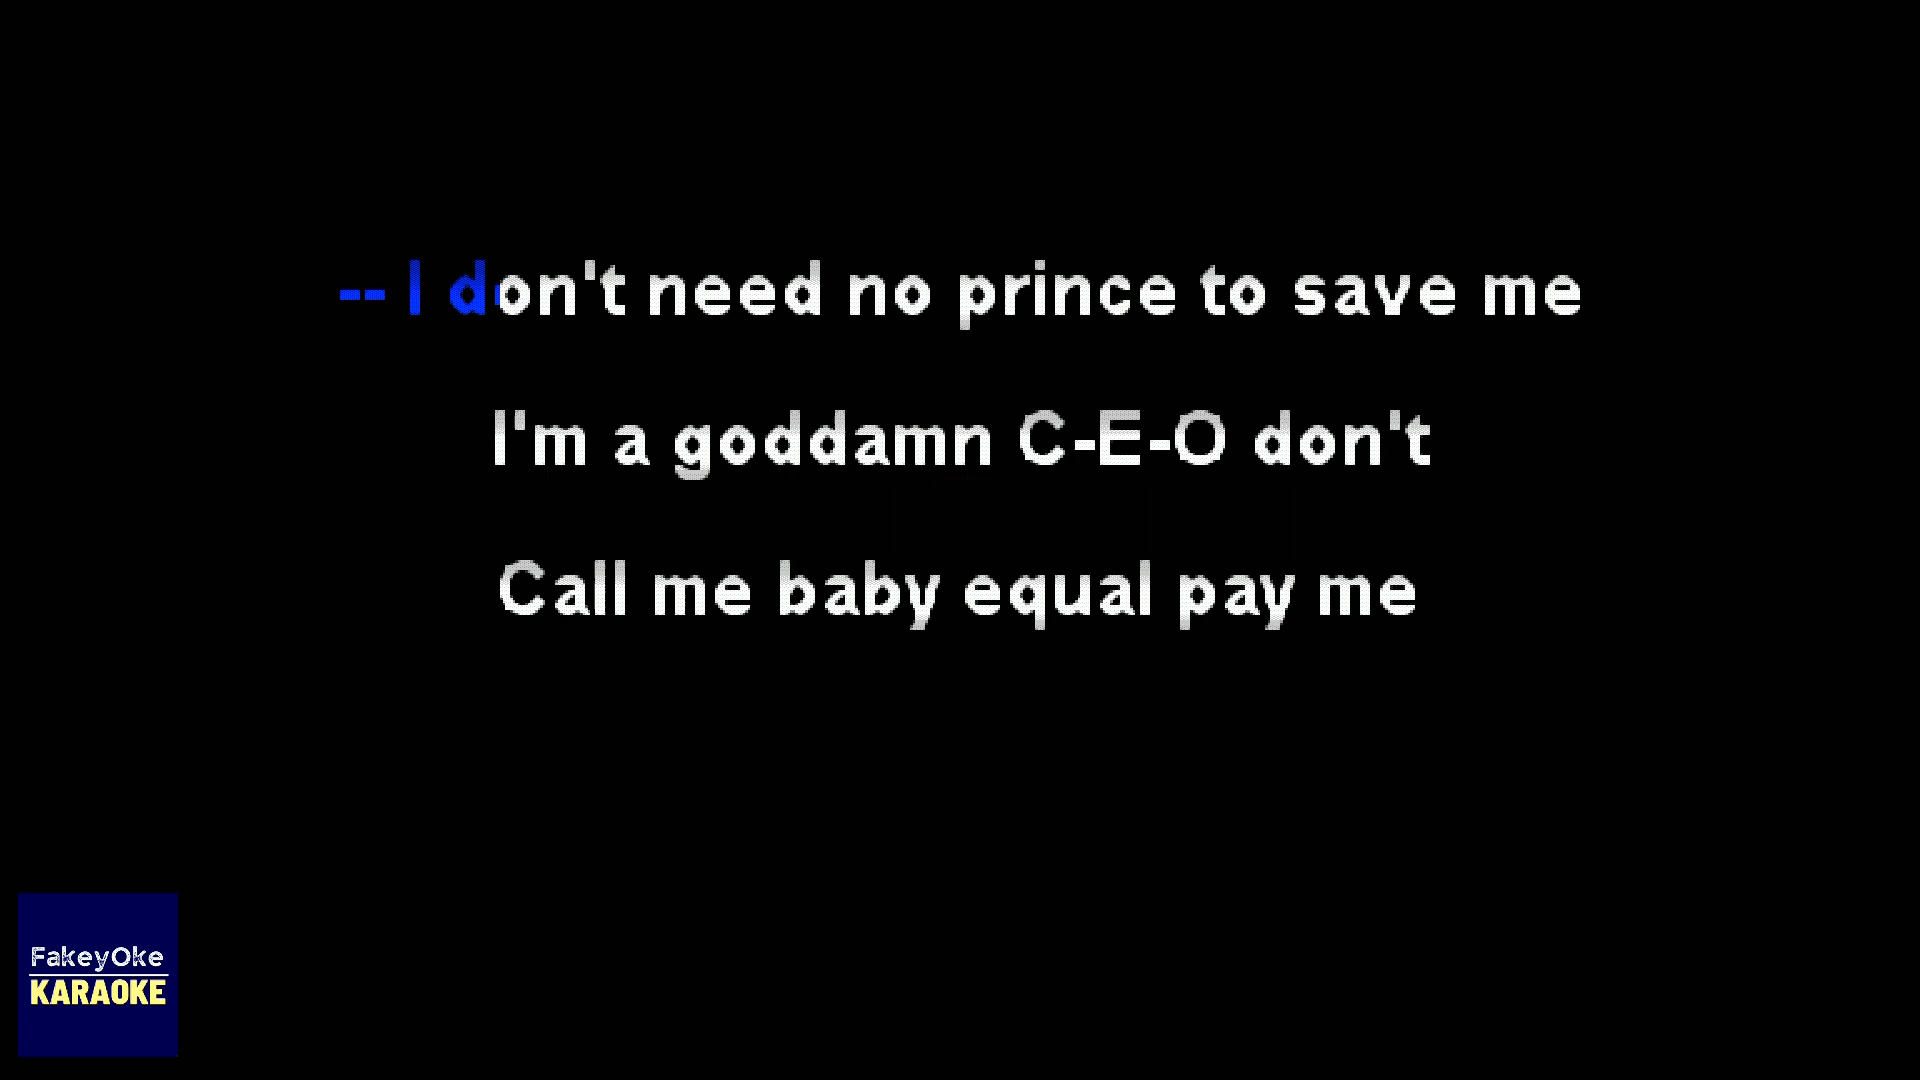 -- I don't need no prince to save me
I'm a goddamn C-E-O don't
Call me baby equal pay me
FakeyOke
KARAOKE